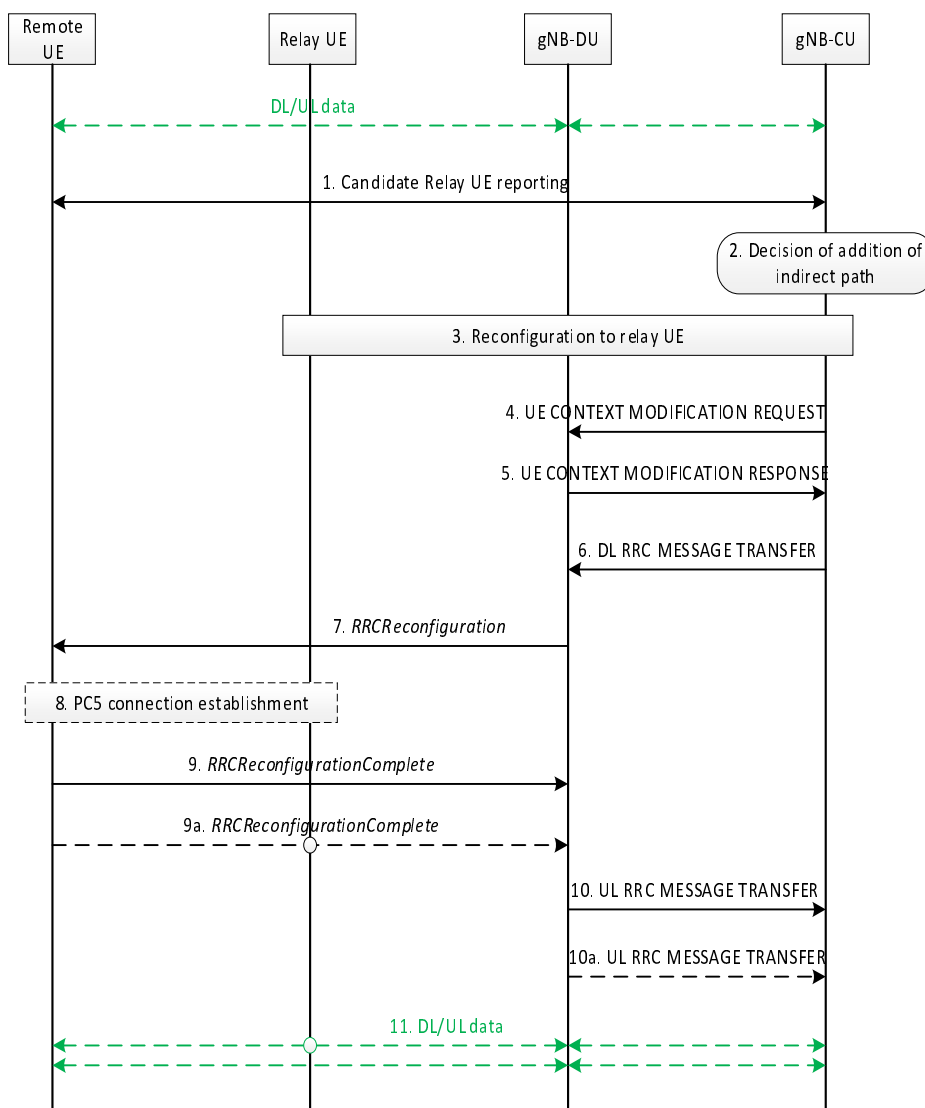 Remote
UE
Relay UE
gNB-DU
gNB-CU
DL/UL data
1. Candidate Relay UE reporting
2. Decision of addition of
indirect path
3. Reconfiguration to relay UE
4. UE CONTEXT MODIFICATION REQUEST
5. UE CONTEXT MODIFICATION RESPONSE
6. DL RRC MESSAGE TRANSFER
7. RRCReconfiguration
8. PC5 connection establishment
9. RRCReconfigurationComplete
9a. RRCReconfigurationComplete
10. UL RRC MESSAGE TRANSFER
10a. UL RRC MESSAGE TRANSFER
11. DL/UL data